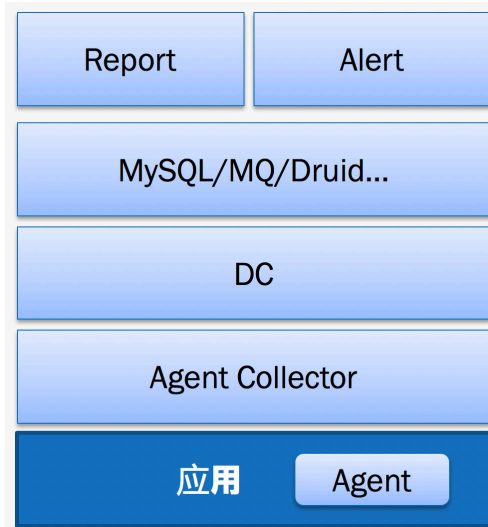 Report Alert
MySQL/MQ/Druid...
DC
Agent Collector
应用 Agent